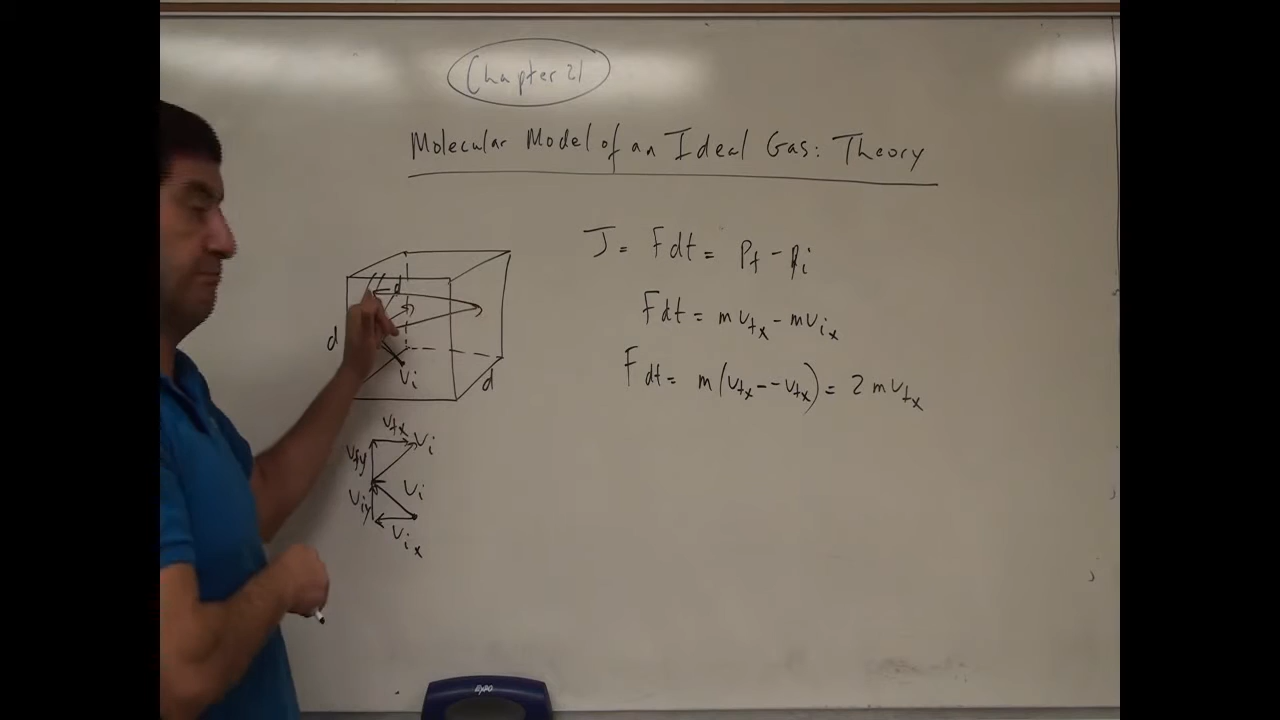 Chapter 21
Molecular Model of an Ideal Gas: Theory
J = Fdt = Pf - Pi
Fdt = mVfx - mVix
Fdt = m(Vfx - -Vfx) = 2mVfx
d
d
Vi
d
Vfx
Vi
Vfy
Vi
Viy
Vix
EXPO